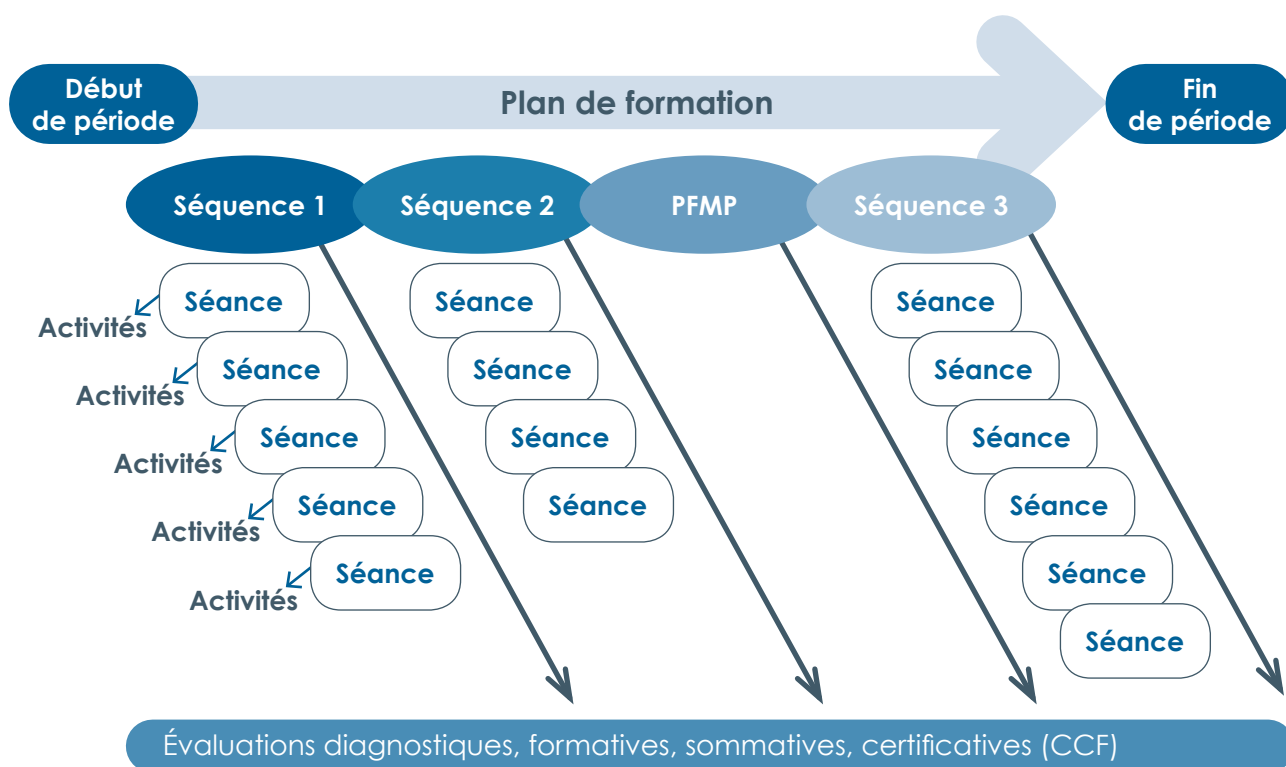 Début
de période
Plan de formation
Fin
de période
Séquence 1
Séquence 2
PFMP
Séquence 3
Séance
Séance
Séance
Activités
Séance
Séance
Séance
Activités
Séance
Séance
Séance
Activités
Séance
Séance
Séance
Activités
Séance
Séance
Activités
Séance
Évaluations diagnostiques, formatives, sommatives, certificatives (CCF)